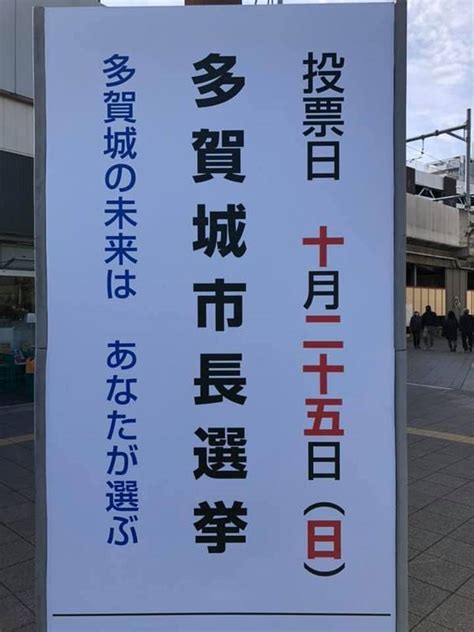 投票日 十月二十五日(日)
多賀城市長選挙
多賀城の未来は あなたが選ぶ